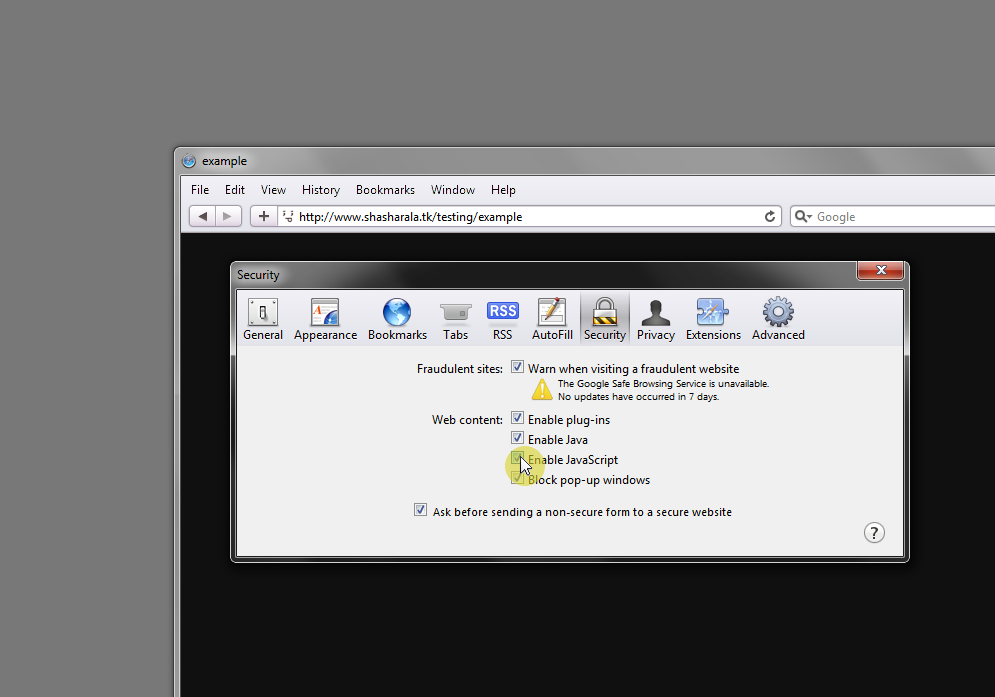 example
File Edit View History Bookmarks Window Help
http://www.shasharala.tk/testing/example
Google
Security
RSS
General Appearance Bookmarks Tabs RSS AutoFill Security Privacy Extensions Advanced
Fraudulent sites: Warn when visiting a fraudulent website
The Google Safe Browsing Service is unavailable.
No updates have occurred in 7 days.
Web content: Enable plug-ins
Enable Java
Enable JavaScript
Block pop-up windows
Ask before sending a non-secure form to a secure website
?